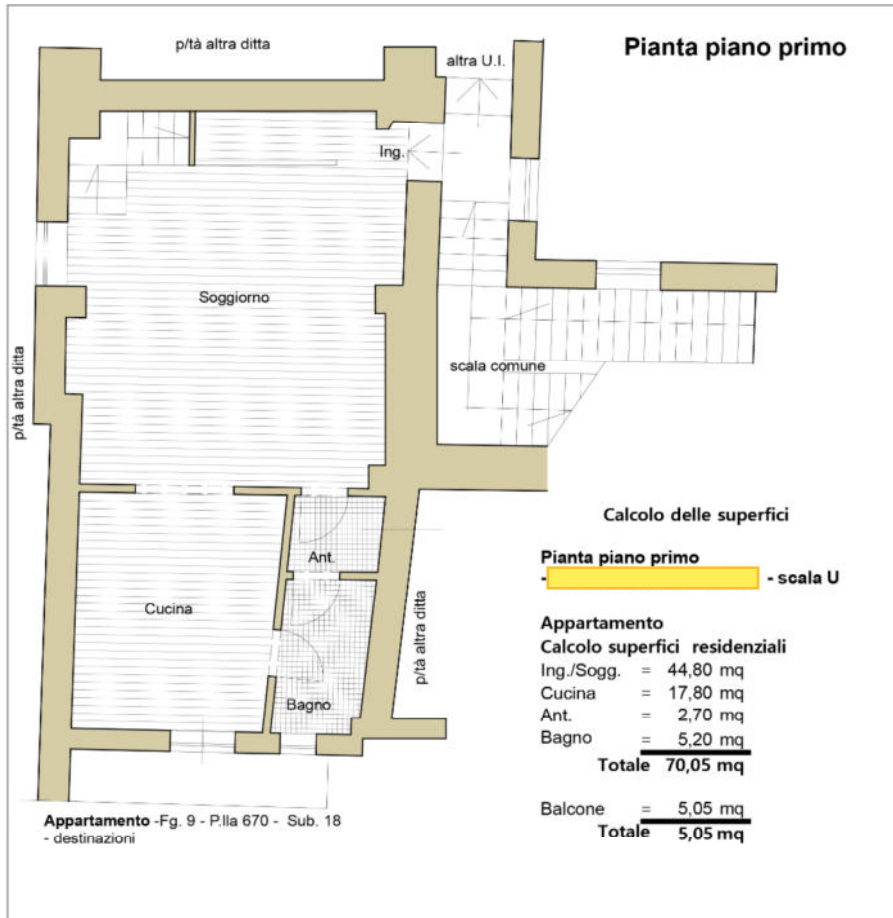 p/tà altra ditta
Pianta piano primo
altra U.I.
Ing.
Soggiorno
scala comune
p/tà altra ditta
Ant.
Cucina
Bagno
p/tà altra ditta
Appartamento -Fg. 9 - P.lla 670 - Sub. 18
- destinazioni
Calcolo delle superfici
Pianta piano primo
- - scala U
Appartamento
Calcolo superfici residenziali
Ing./Sogg. = 44,80 mq
Cucina = 17,80 mq
Ant. = 2,70 mq
Bagno = 5,20 mq
Totale 70,05 mq
Balcone = 5,05 mq
Totale 5,05 mq